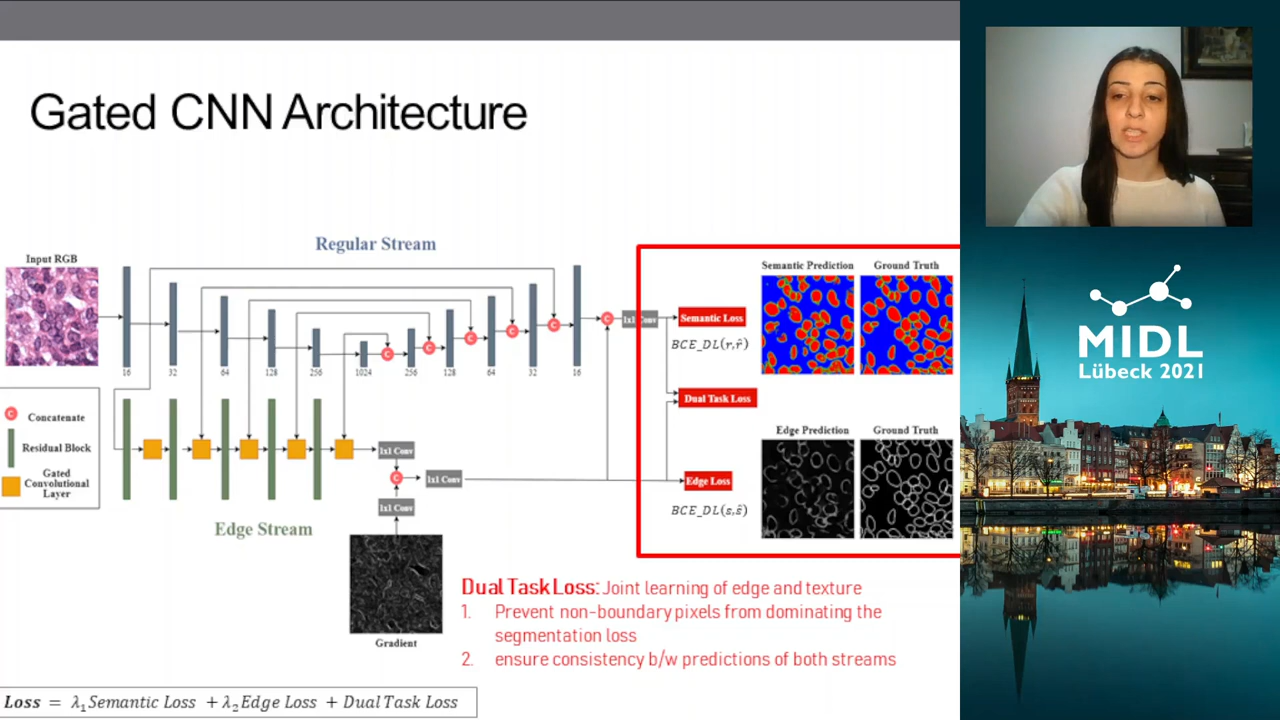 Gated CNN Architecture
Regular Stream
Input RGB
16
32
64
128
256
1024
256
128
64
32
16
C
C
C
C
C
C
1x1 Conv
Semantic Loss
BCE_DL(r,r̂)
Dual Task Loss
Edge Loss
BCE_DL(s,ŝ)
Semantic Prediction
Ground Truth
Edge Prediction
Ground Truth
C Concatenate
Residual Block
Gated
Convolutional
Layer
1x1 Conv
C
1x1 Conv
1x1 Conv
Edge Stream
Gradient
Dual Task Loss: Joint learning of edge and texture
1. Prevent non-boundary pixels from dominating the
segmentation loss
2. ensure consistency b/w predictions of both streams
Loss = λ₁Semantic Loss + λ₂Edge Loss + Dual Task Loss
MIDL
Lübeck 2021